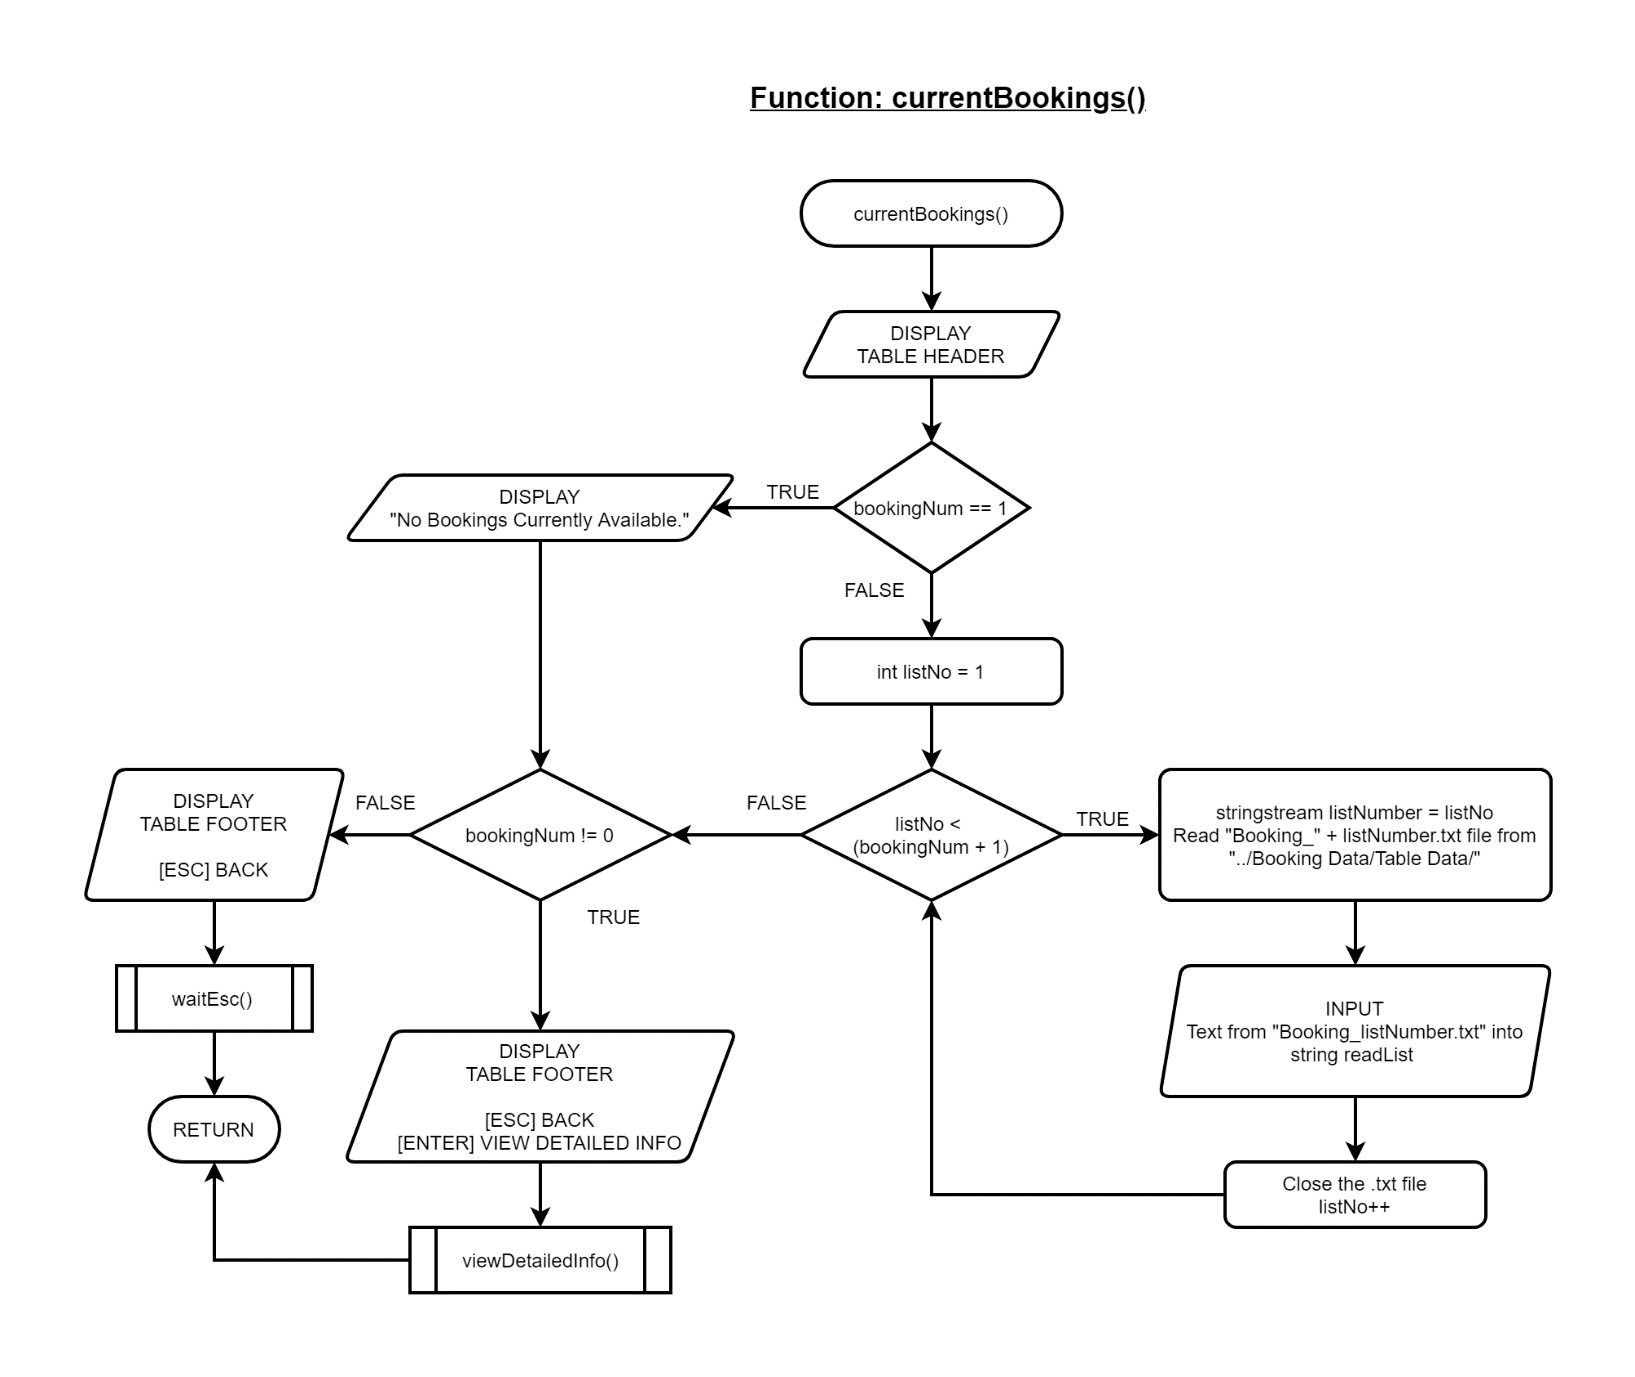 Function: currentBookings()
currentBookings()
DISPLAY
TABLE HEADER
bookingNum == 1
TRUE
DISPLAY
"No Bookings Currently Available."
FALSE
int listNo = 1
listNo <
(bookingNum + 1)
TRUE
stringstream listNumber = listNo
Read "Booking_" + listNumber.txt file from
"../Booking Data/Table Data/"
INPUT
Text from "Booking_listNumber.txt" into
string readList
Close the .txt file
listNo++
FALSE
bookingNum != 0
FALSE
DISPLAY
TABLE FOOTER
[ESC] BACK
waitEsc()
RETURN
TRUE
DISPLAY
TABLE FOOTER
[ESC] BACK
[ENTER] VIEW DETAILED INFO
viewDetailedInfo()